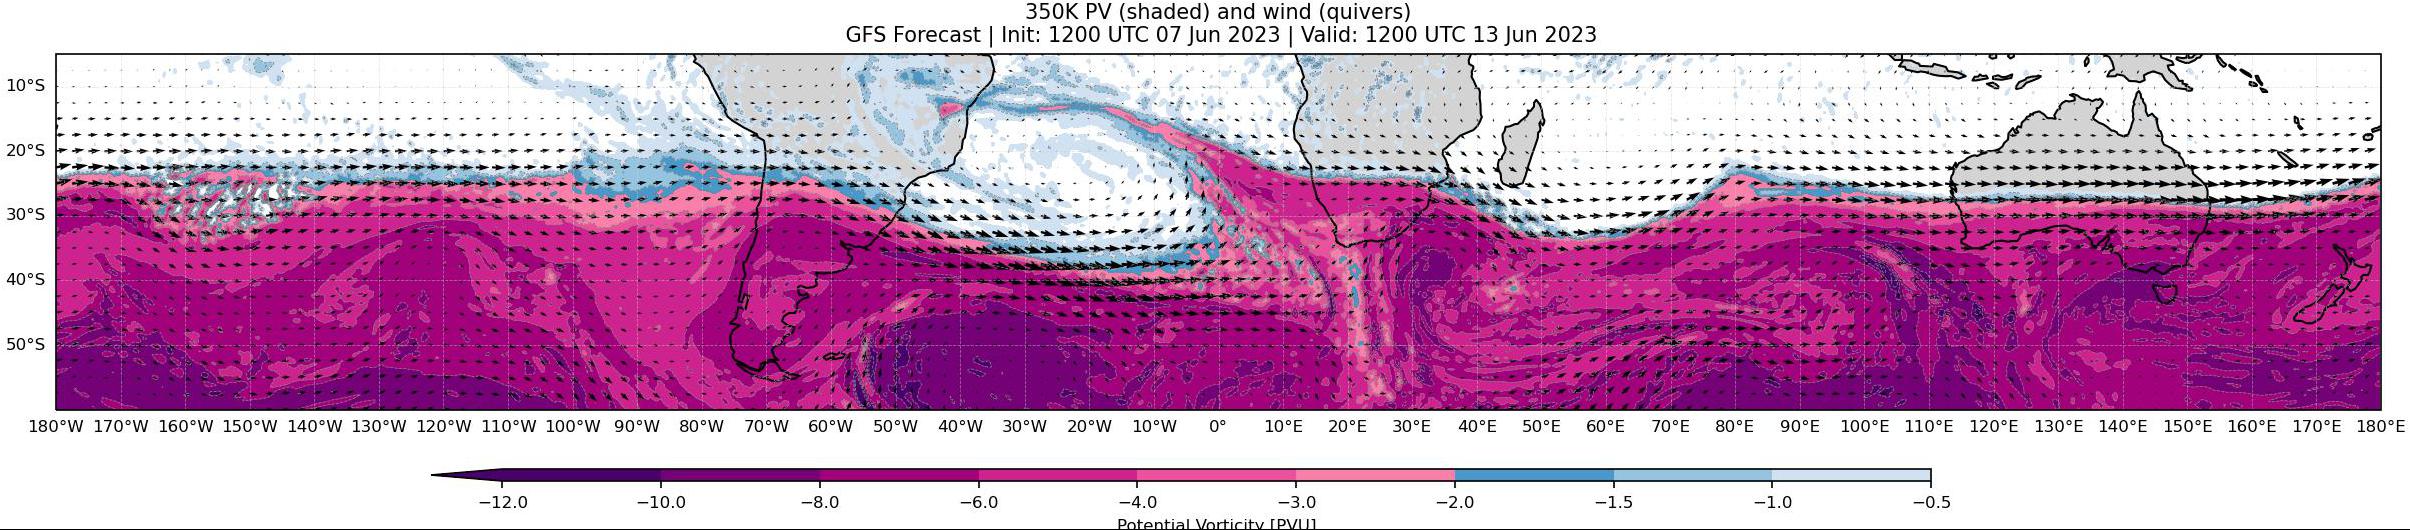 350K PV (shaded) and wind (quivers)
GFS Forecast | Init: 1200 UTC 07 Jun 2023 | Valid: 1200 UTC 13 Jun 2023
10°S
20°S
30°S
40°S
50°S
180°W 170°W 160°W 150°W 140°W 130°W 120°W 110°W 100°W 90°W 80°W 70°W 60°W 50°W 40°W 30°W 20°W 10°W 0° 10°E 20°E 30°E 40°E 50°E 60°E 70°E 80°E 90°E 100°E 110°E 120°E 130°E 140°E 150°E 160°E 170°E 180°E
−12.0 −10.0 −8.0 −6.0 −4.0 −3.0 −2.0 −1.5 −1.0 −0.5
Potential Vorticity [PVU]